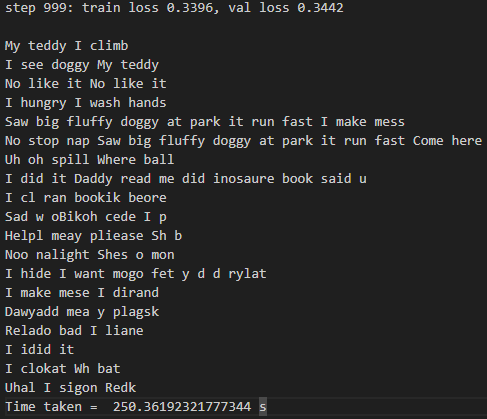 step 999: train loss 0.3396, val loss 0.3442
My teddy I climb
I see doggy My teddy
No like it No like it
I hungry I wash hands
Saw big fluffy doggy at park it run fast I make mess
No stop nap Saw big fluffy doggy at park it run fast Come here
Uh oh spill Where ball
I did it Daddy read me did inosaure book said u
I cl ran bookik beore
Sad w oBikoh cede I p
Helpl meay pliease Sh b
Noo nalight Shes o mon
I hide I want mogo fet y d d rylat
I make mese I dirand
Dawyadd mea y plagsk
Relado bad I liane
I idid it
I clokat Wh bat
Uhal I sigon Redk
Time taken =  250.36192321777344 s